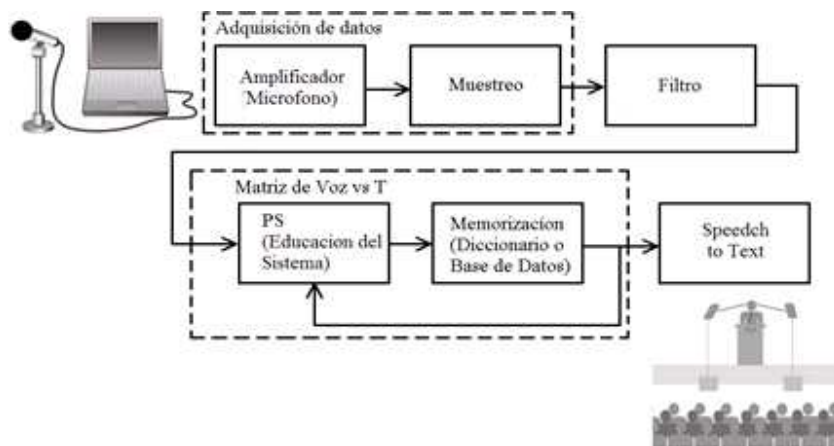 Adquisición de datos
Amplificador
Microfono)
Muestreo
Filtro
Matriz de Voz vs T
PS
(Educacion del
Sistema)
Memorizacion
(Diccionario o
Base de Datos)
Speedch
to Text